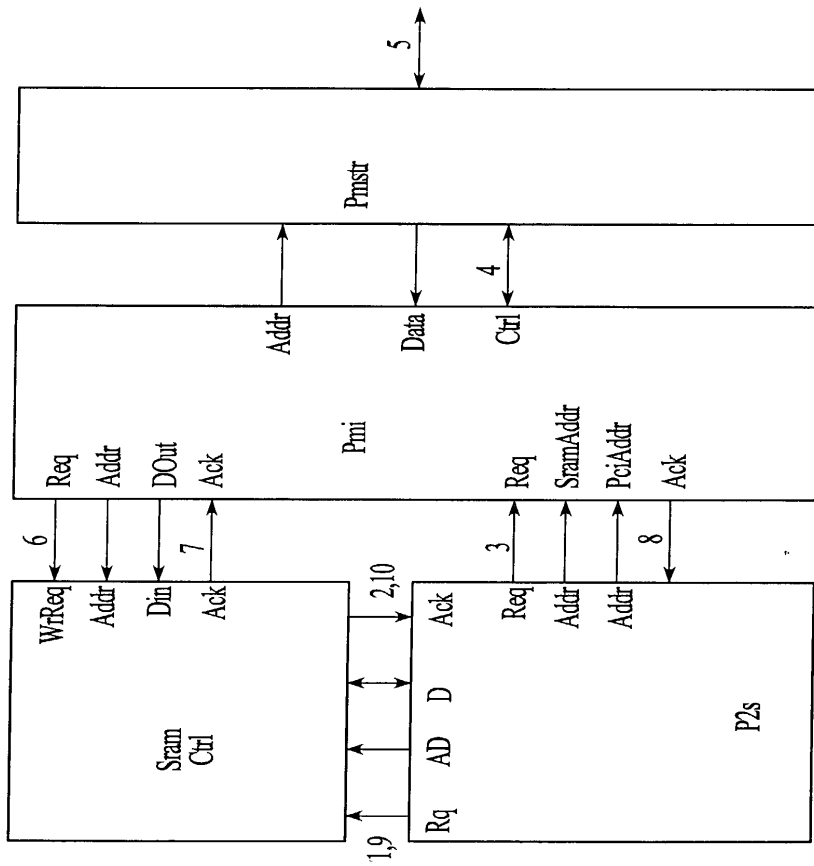 5
Pmstr
4
Addr
Data
Ctrl
Pmi
Req
Addr
DOut
Ack
Req
SramAddr
PciAddr
Ack
6
7
3
8
WrReq
Addr
Din
Ack
Sram
Ctrl
2,10
1,9
Ack
D
AD
Rq
Req
Addr
Addr
P2s